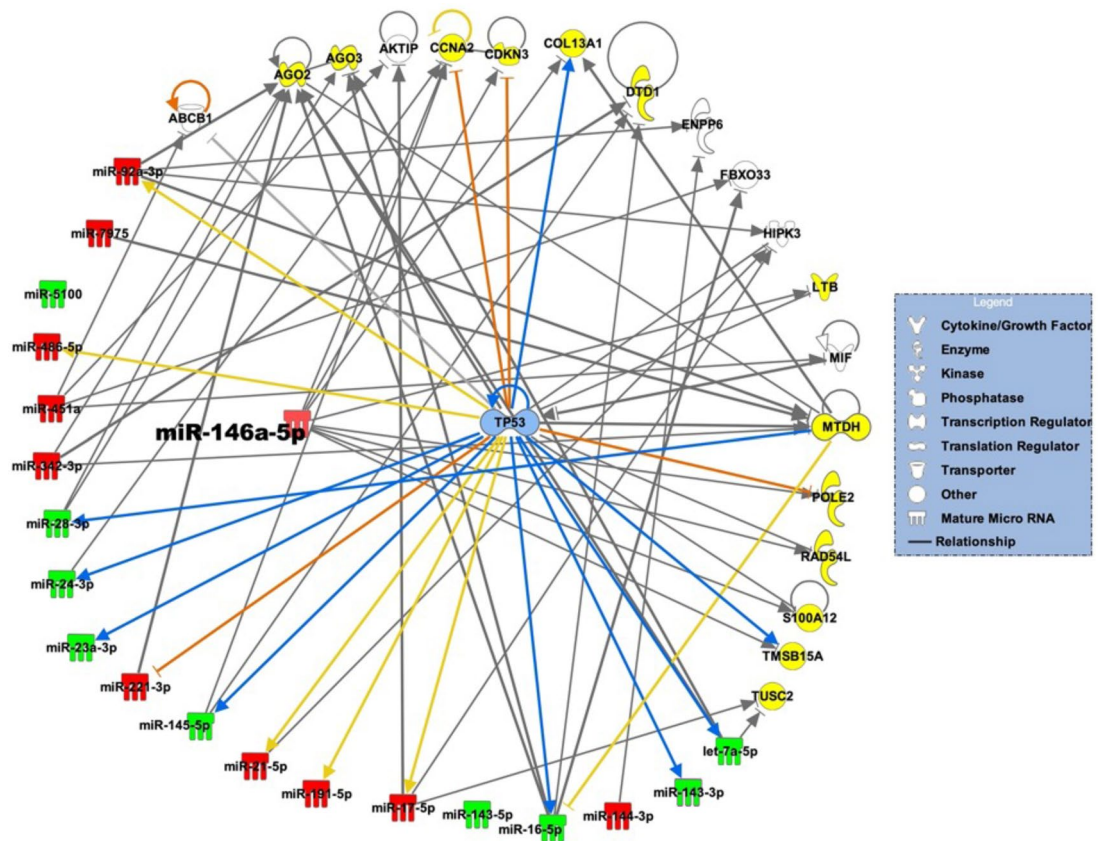 AKTIP
CCNA2
CDKN3
COL13A1
AGO3
AGO2
DTD1
ABCB1
ENPP6
miR-92a-3p
FBXO33
miR-7975
HIPK3
miR-5100
LTB
miR-486-5p
MIF
miR-451a
miR-146a-5p
TP53
MTDH
miR-342-3p
POLE2
miR-28-3p
RAD54L
miR-24-3p
S100A12
miR-23a-3p
TMSB15A
miR-221-3p
TUSC2
miR-145-5p
let-7a-5p
miR-21-5p
miR-191-5p
miR-17-5p
miR-143-5p
miR-16-5p
miR-144-3p
miR-143-3p
Legend
Cytokine/Growth Factor
Enzyme
Kinase
Phosphatase
Transcription Regulator
Translation Regulator
Transporter
Other
Mature Micro RNA
Relationship